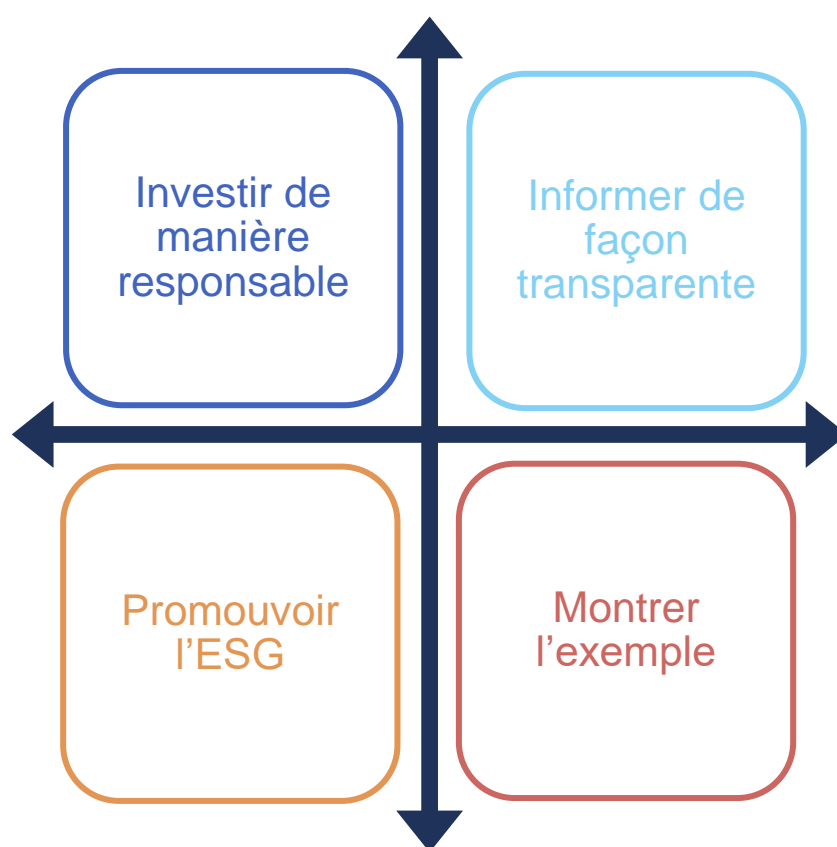 Investir de
manière
responsable
Informer de
façon
transparente
Promouvoir
l’ESG
Montrer
l’exemple